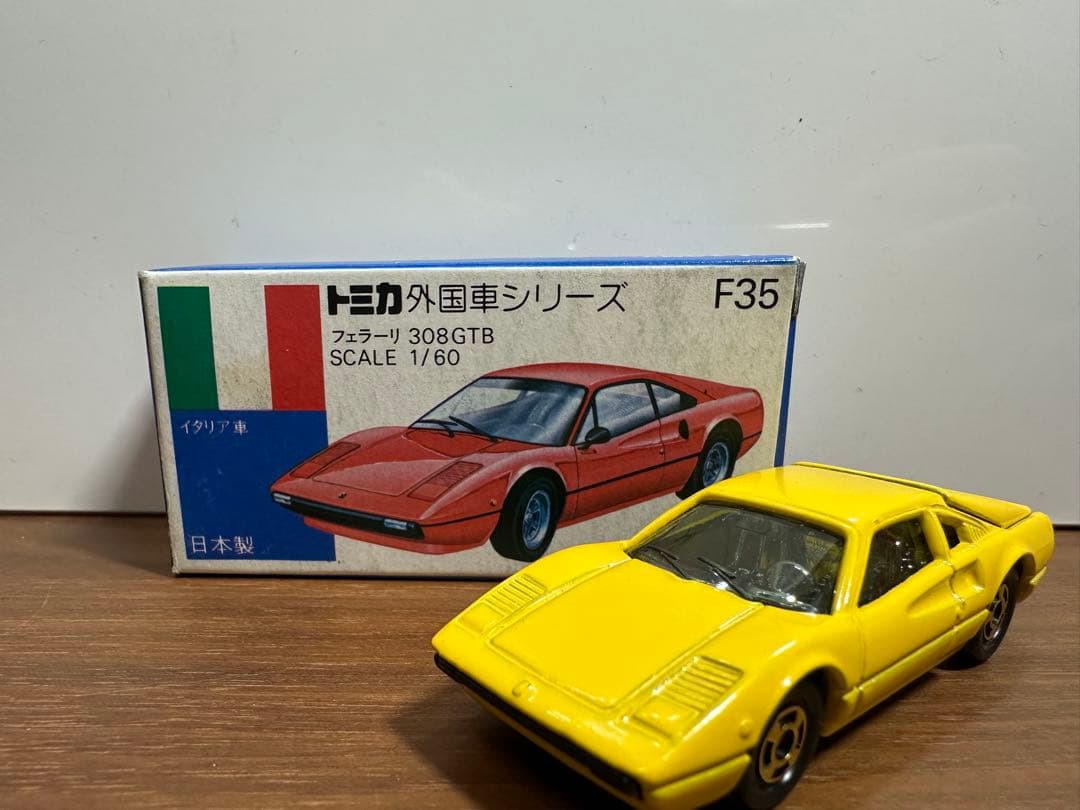 トミカ外国車シリーズ F35
フェラーリ 308GTB
SCALE 1/60
イタリア車
日本製